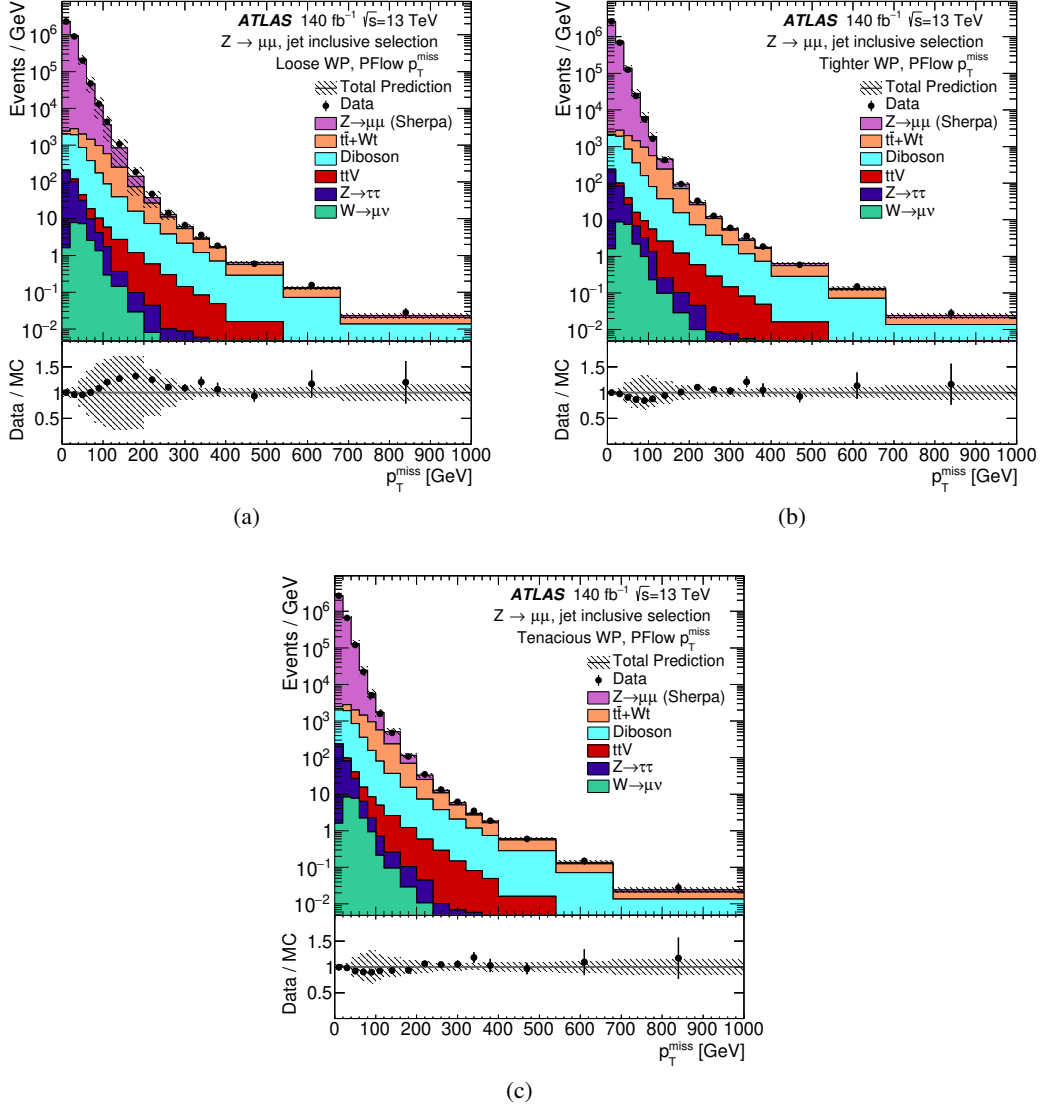 ATLAS 140 fb⁻¹ √s=13 TeV
Z → μμ, jet inclusive selection
Loose WP, PFlow p_T^miss
Total Prediction
Data
Z→μμ (Sherpa)
tt̄+Wt
Diboson
ttV
Z→ττ
W→μν
Events / GeV
10⁶
10⁵
10⁴
10³
10²
10
1
10⁻¹
10⁻²
Data / MC
1.5
1
0.5
0 100 200 300 400 500 600 700 800 900 1000
p_T^miss [GeV]
(a)
ATLAS 140 fb⁻¹ √s=13 TeV
Z → μμ, jet inclusive selection
Tighter WP, PFlow p_T^miss
Total Prediction
Data
Z→μμ (Sherpa)
tt̄+Wt
Diboson
ttV
Z→ττ
W→μν
Events / GeV
10⁶
10⁵
10⁴
10³
10²
10
1
10⁻¹
10⁻²
Data / MC
1.5
1
0.5
0 100 200 300 400 500 600 700 800 900 1000
p_T^miss [GeV]
(b)
ATLAS 140 fb⁻¹ √s=13 TeV
Z → μμ, jet inclusive selection
Tenacious WP, PFlow p_T^miss
Total Prediction
Data
Z→μμ (Sherpa)
tt̄+Wt
Diboson
ttV
Z→ττ
W→μν
Events / GeV
10⁶
10⁵
10⁴
10³
10²
10
1
10⁻¹
10⁻²
Data / MC
1.5
1
0.5
0 100 200 300 400 500 600 700 800 900 1000
p_T^miss [GeV]
(c)